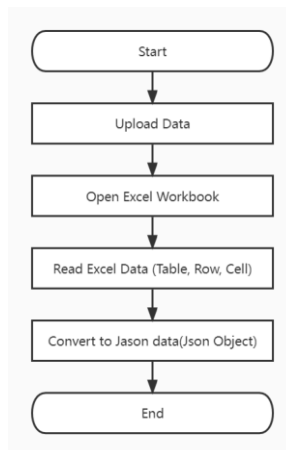 Start
Upload Data
Open Excel Workbook
Read Excel Data (Table, Row, Cell)
Convert to Jason data(Json Object)
End